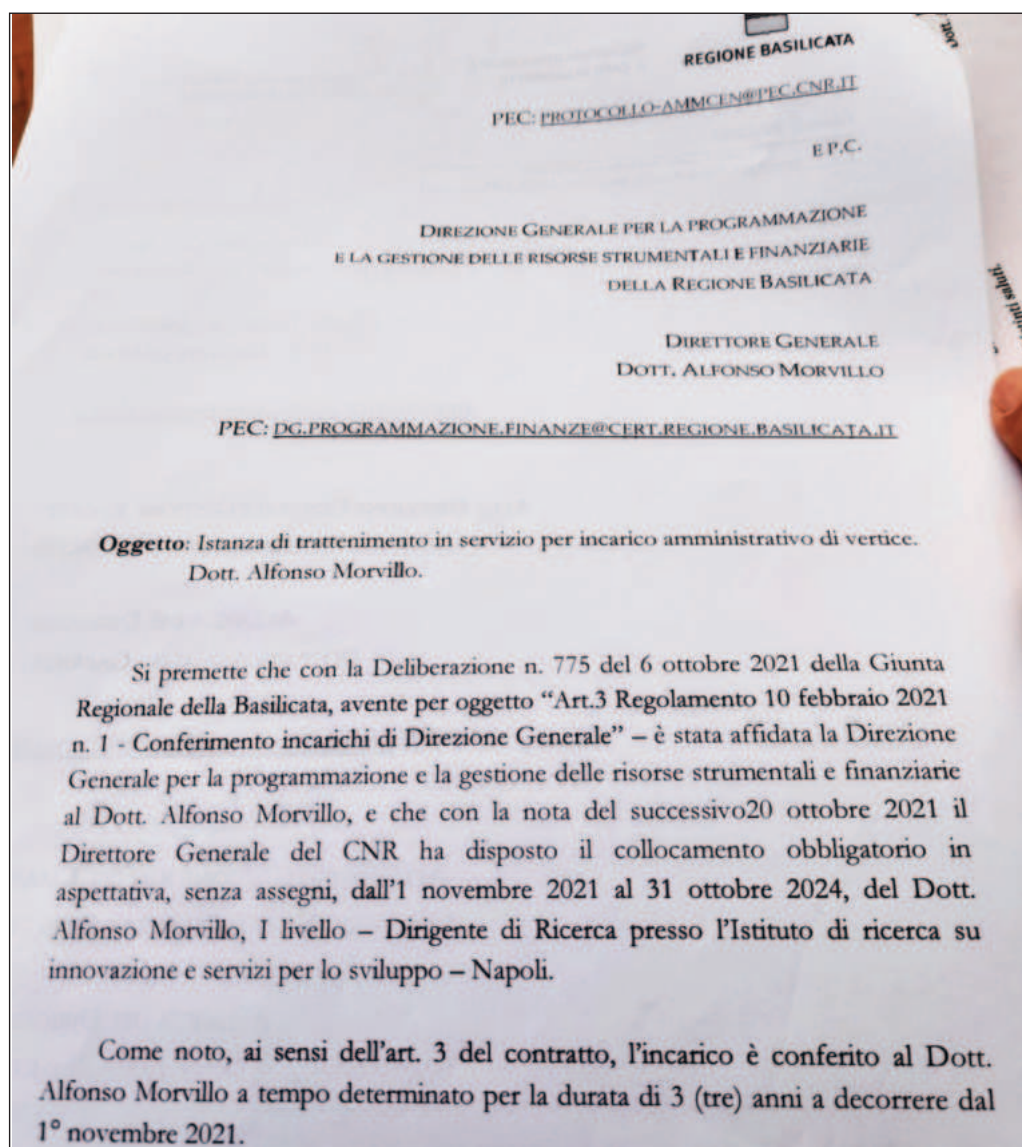 REGIONE BASILICATA
Dott.
PEC: PROTOCOLLO-AMMCEN@PEC.CNR.IT
E P.C.
DIREZIONE GENERALE PER LA PROGRAMMAZIONE
E LA GESTIONE DELLE RISORSE STRUMENTALI E FINANZIARIE
DELLA REGIONE BASILICATA
saluti.
DIRETTORE GENERALE
DOTT. ALFONSO MORVILLO
PEC: DG.PROGRAMMAZIONE.FINANZE@CERT.REGIONE.BASILICATA.IT
Oggetto: Istanza di trattenimento in servizio per incarico amministrativo di vertice.
Dott. Alfonso Morvillo.
Si premette che con la Deliberazione n. 775 del 6 ottobre 2021 della Giunta
Regionale della Basilicata, avente per oggetto “Art.3 Regolamento 10 febbraio 2021
n. 1 - Conferimento incarichi di Direzione Generale” – è stata affidata la Direzione
Generale per la programmazione e la gestione delle risorse strumentali e finanziarie
al Dott. Alfonso Morvillo, e che con la nota del successivo20 ottobre 2021 il
Direttore Generale del CNR ha disposto il collocamento obbligatorio in
aspettativa, senza assegni, dall’1 novembre 2021 al 31 ottobre 2024, del Dott.
Alfonso Morvillo, I livello – Dirigente di Ricerca presso l’Istituto di ricerca su
innovazione e servizi per lo sviluppo – Napoli.
Come noto, ai sensi dell’art. 3 del contratto, l’incarico è conferito al Dott.
Alfonso Morvillo a tempo determinato per la durata di 3 (tre) anni a decorrere dal
1° novembre 2021.